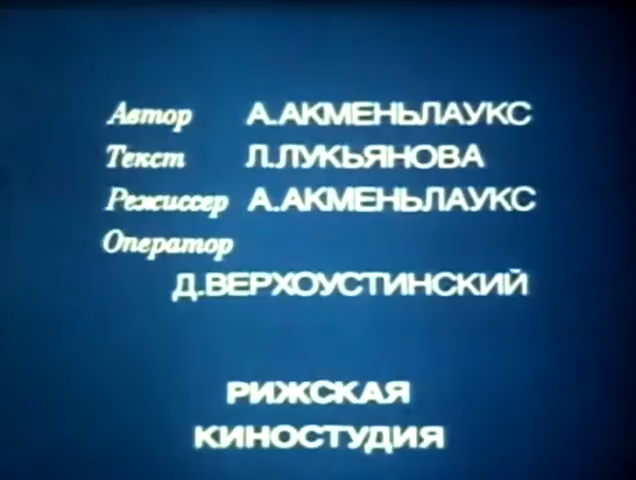 Автор А.АКМЕНЬЛАУКС
Текст Л.ЛУКЬЯНОВА
Режиссер А.АКМЕНЬЛАУКС
Оператор
Д.ВЕРХОУСТИНСКИЙ
РИЖСКАЯ
КИНОСТУДИЯ